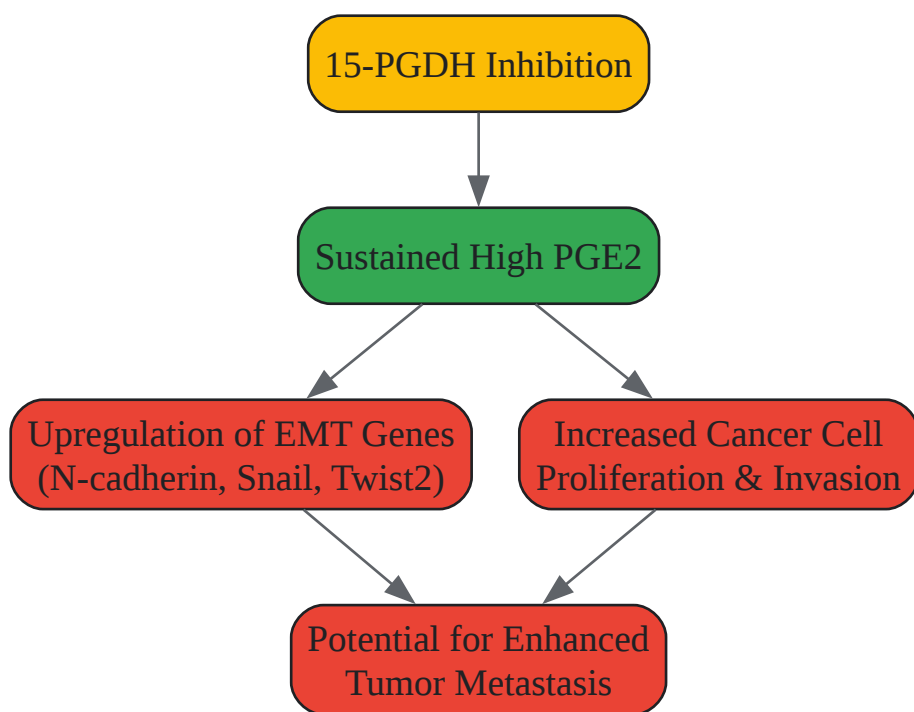 15-PGDH Inhibition
Sustained High PGE2
Upregulation of EMT Genes
(N-cadherin, Snail, Twist2)
Increased Cancer Cell
Proliferation & Invasion
Potential for Enhanced
Tumor Metastasis